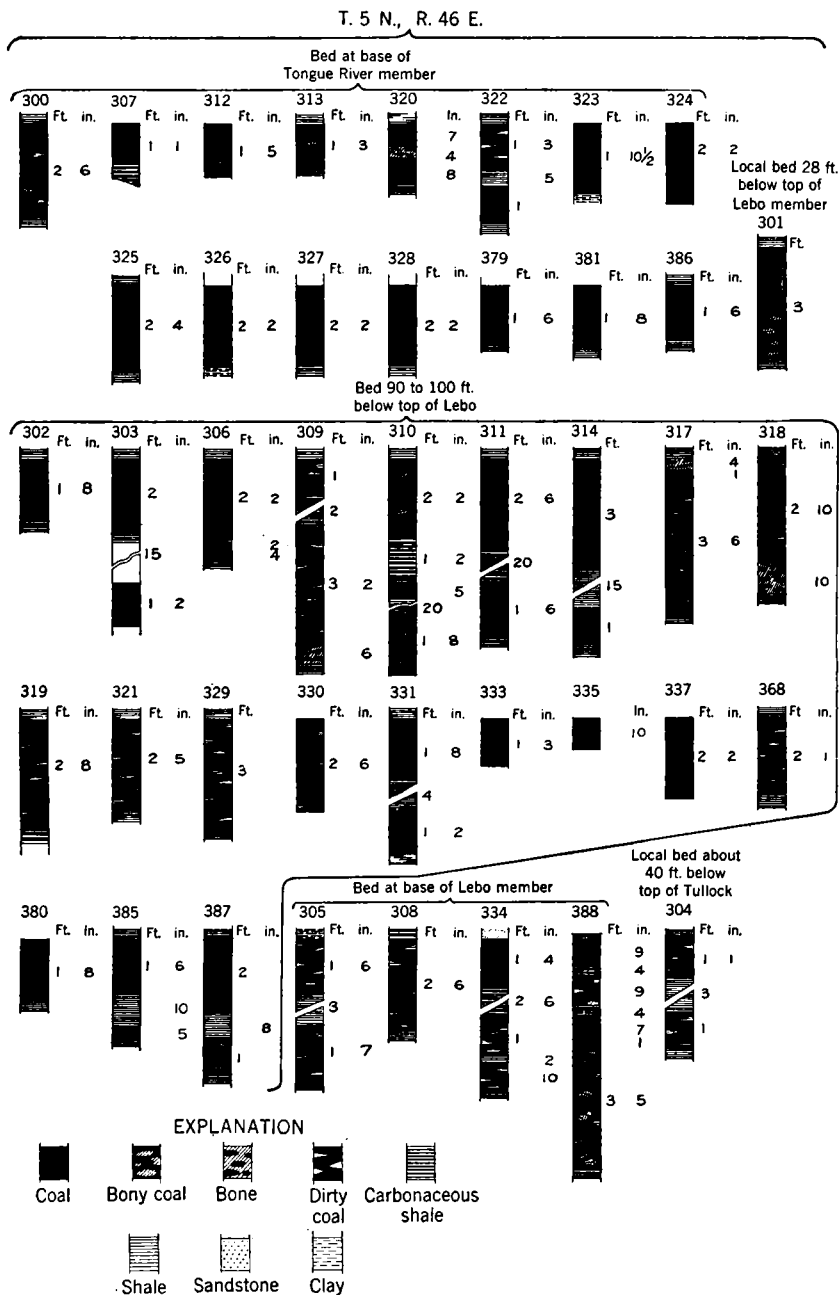 T. 5 N., R. 46 E.
Bed at base of
Tongue River member
300 307 312 313 320 322 323 324
Ft. in. Ft. in. Ft. in. Ft. in. In. Ft. in. Ft. in. Ft. in.
2 6
1 1
1 5
1 3
7
4
8
1 3
5
1
1 10½
2 2
Local bed 28 ft.
below top of
Lebo member
301
Ft.
3
325 326 327 328 379 381 386
Ft. in. Ft. in. Ft. in. Ft. in. Ft. in. Ft. in. Ft. in.
2 4
2 2
2 2
2 2
1 6
1 8
1 6
Bed 90 to 100 ft.
below top of Lebo
302 303 306 309 310 311 314 317 318
Ft. in. Ft. in. Ft. in. Ft. in. Ft. in. Ft. in. Ft. Ft. in. Ft. in.
1 8
2
15
1 2
2 2
2
4
1
2
3 2
6
2 2
1 2
5
20
1 8
2 6
20
1 6
3
15
1
4
1
3 6
2 10
10
319 321 329 330 331 333 335 337 368
Ft. in. Ft. in. Ft. Ft. in. Ft. in. Ft. in. In. Ft. in. Ft. in.
2 8
2 5
3
2 6
1 8
4
1 2
1 3
10
2 2
2 1
380 385 387
Ft. in. Ft. in. Ft. in.
1 8
1 6
10
5
2
8
1
Bed at base of Lebo member
305 308 334 388
Ft. in. Ft. in. Ft. in. Ft. in.
1 6
3
1 7
2 6
1 4
2 6
1
2
10
9
4
9
4
7
1
3 5
Local bed about
40 ft. below
top of Tullock
304
Ft. in.
1 1
3
1
EXPLANATION
Coal Bony coal Bone Dirty
coal Carbonaceous
shale
Shale Sandstone Clay